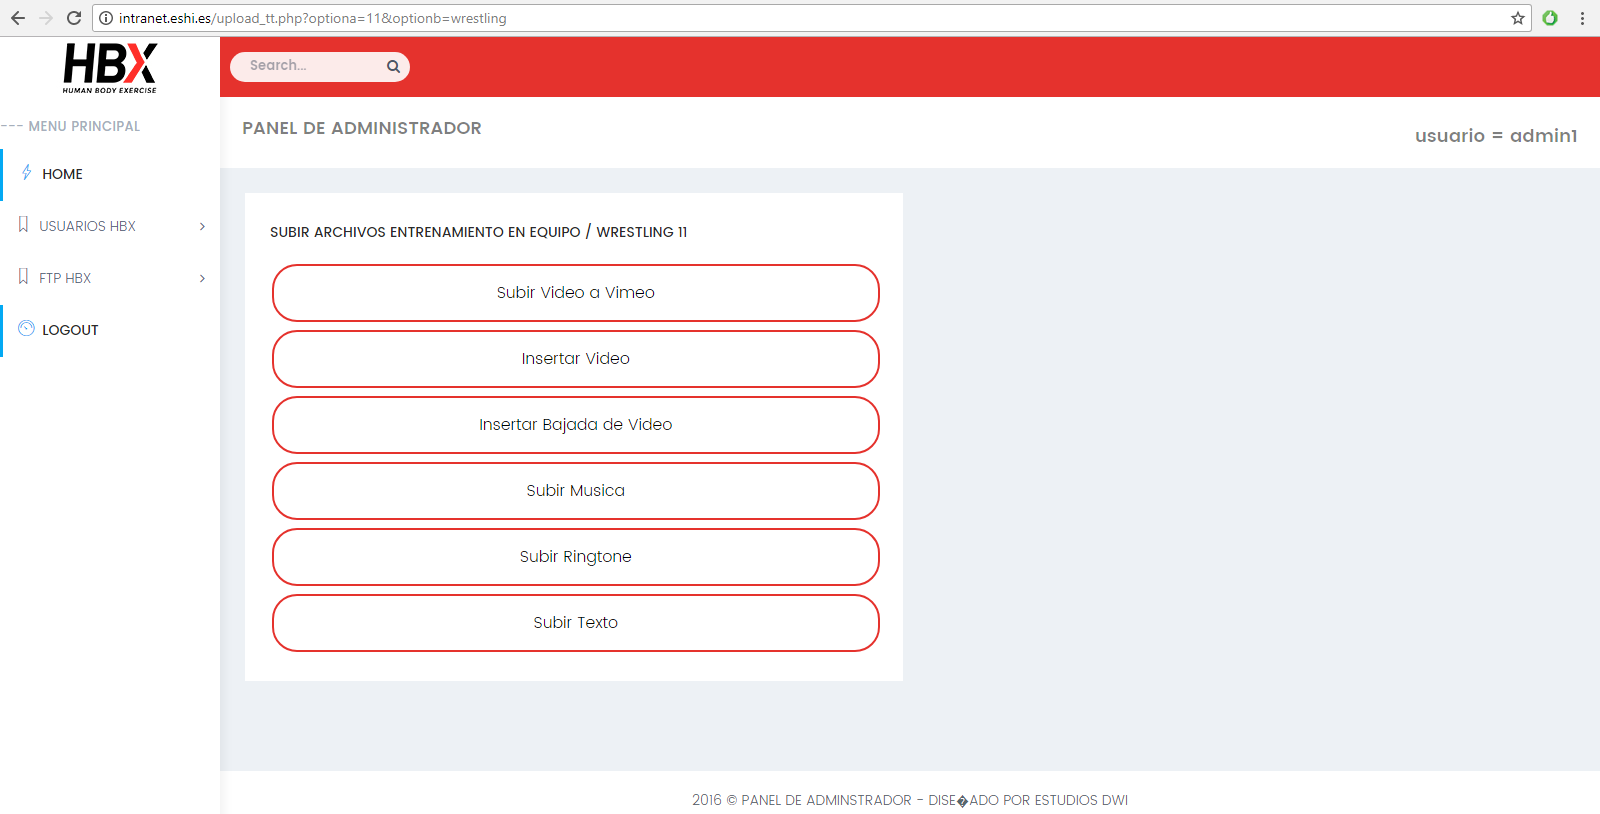 intranet.eshi.es/upload_tt.php?optiona=11&optionb=wrestling
HBX
HUMAN BODY EXERCISE
Search...
--- MENU PRINCIPAL
PANEL DE ADMINISTRADOR
usuario = admin1
HOME
USUARIOS HBX
FTP HBX
LOGOUT
SUBIR ARCHIVOS ENTRENAMIENTO EN EQUIPO / WRESTLING 11
Subir Video a Vimeo
Insertar Video
Insertar Bajada de Video
Subir Musica
Subir Ringtone
Subir Texto
2016 © PANEL DE ADMINSTRADOR - DISE�ADO POR ESTUDIOS DWI